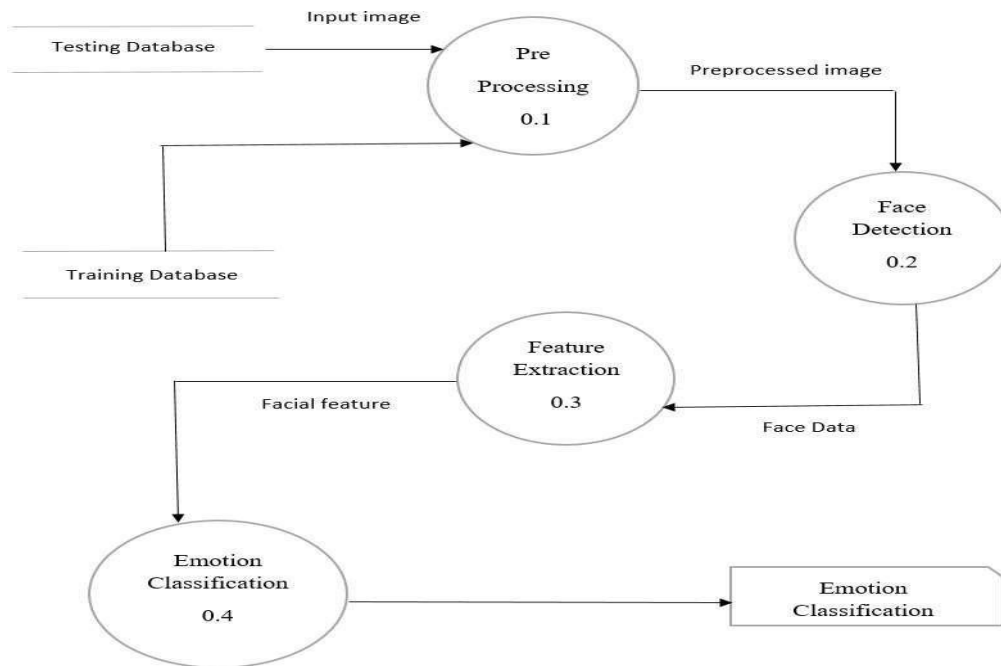 Input image
Testing Database
Pre
Processing
0.1
Preprocessed image
Face
Detection
0.2
Training Database
Feature
Extraction
0.3
Facial feature
Face Data
Emotion
Classification
0.4
Emotion
Classification